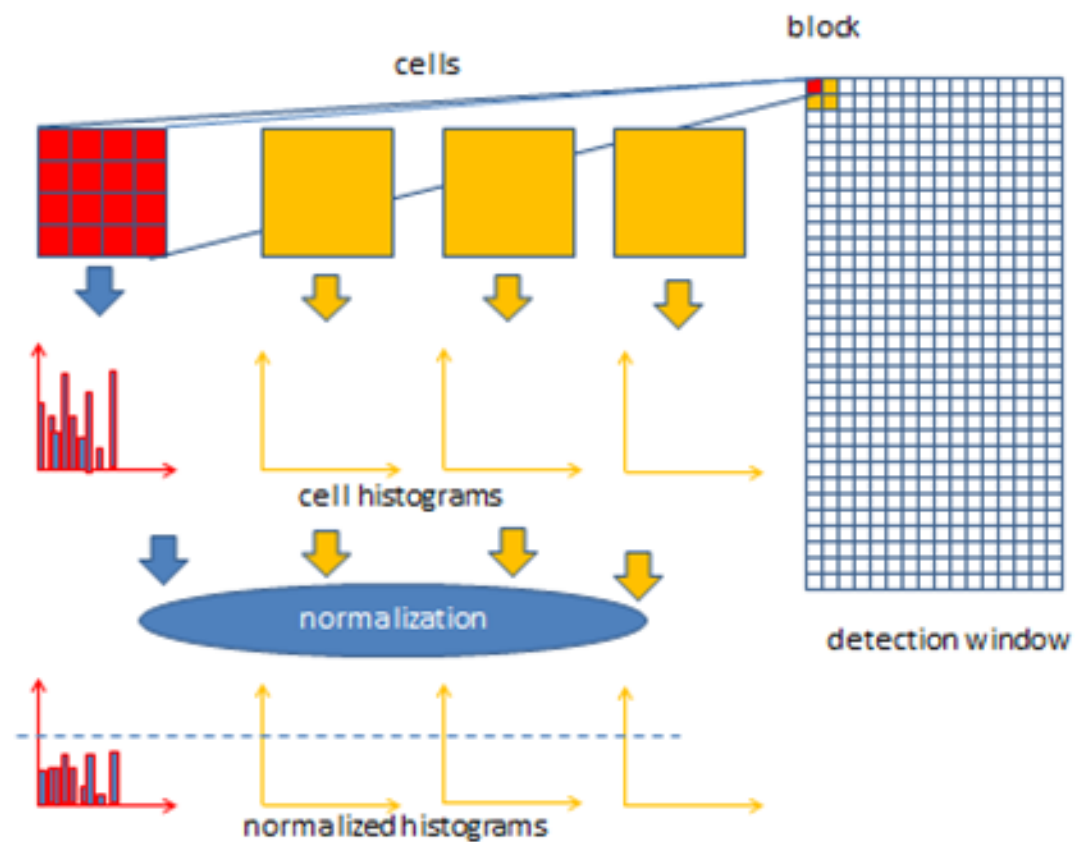 block
cells
cell histograms
normalization
detection window
normalized histograms